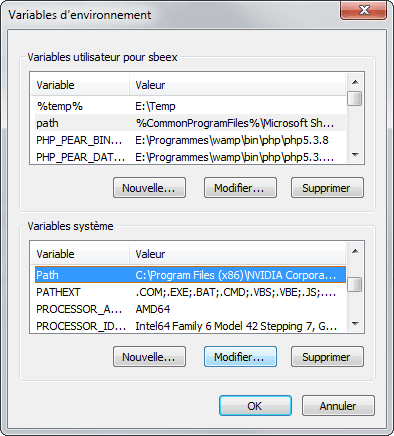 Variables d'environnement
Variables utilisateur pour sbeex
Variable Valeur
%temp% E:\Temp
path %CommonProgramFiles%\Microsoft Sh...
PHP_PEAR_BIN... E:\Programmes\wamp\bin\php\php5.3.8
PHP_PEAR_DAT... E:\Programmes\wamp\bin\php\php5.3....
Nouvelle... Modifier... Supprimer
Variables système
Variable Valeur
Path C:\Program Files (x86)\NVIDIA Corpora...
PATHEXT .COM;.EXE;.BAT;.CMD;.VBS;.VBE;.JS;....
PROCESSOR_A... AMD64
PROCESSOR_ID... Intel64 Family 6 Model 42 Stepping 7, G...
Nouvelle... Modifier... Supprimer
OK Annuler